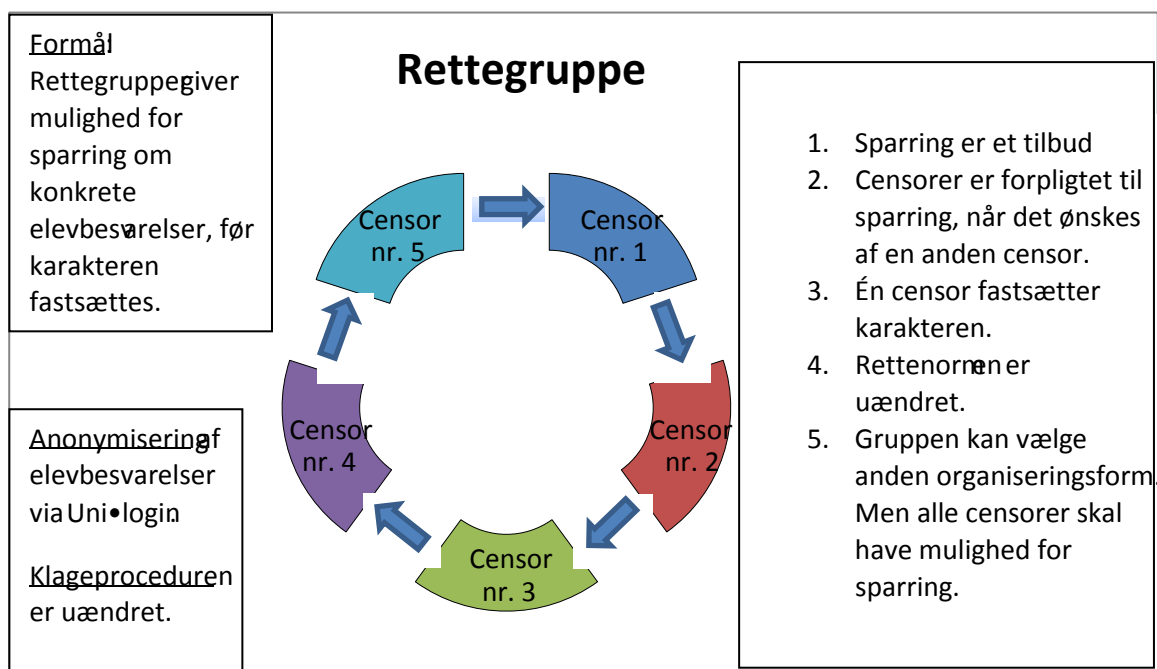 Rettegruppe
Formål:
Rettegruppergiver
mulighed for
sparring om
konkrete
elevbesvarelser, før
karakteren
fastsættes.
Anonymisering af
elevbesvarelser
via Uni•login.
Klageproceduren
er uændret.
Censor
nr. 1
Censor
nr. 2
Censor
nr. 3
Censor
nr. 4
Censor
nr. 5
1. Sparring er et tilbud
2. Censorer er forpligtet til
sparring, når det ønskes
af en anden censor.
3. Én censor fastsætter
karakteren.
4. Rettenormen er
uændret.
5. Gruppen kan vælge
anden organiseringsform.
Men alle censorer skal
have mulighed for
sparring.